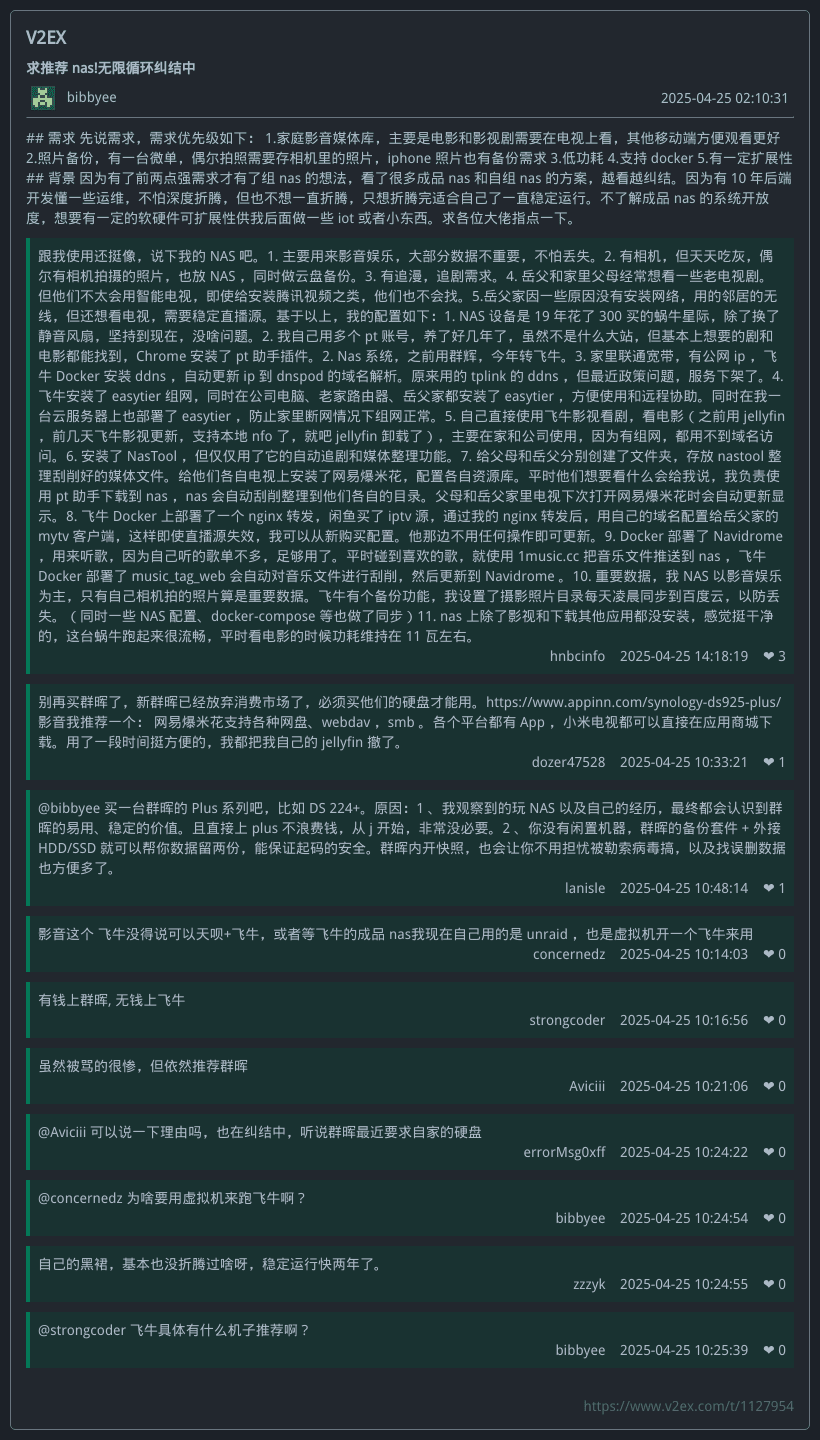 V2EX
求推荐 nas!无限循环纠结中
bibbyee 2025-04-25 02:10:31
## 需求 先说需求，需求优先级如下： 1.家庭影音媒体库，主要是电影和影视剧需要在电视上看，其他移动端方便观看更好
2.照片备份，有一台微单，偶尔拍照需要存相机里的照片，iphone 照片也有备份需求 3.低功耗 4.支持 docker 5.有一定扩展性
## 背景 因为有了前两点强需求才有了组 nas 的想法，看了很多成品 nas 和自组 nas 的方案，越看越纠结。因为有 10 年后端
开发懂一些运维，不怕深度折腾，但也不想一直折腾，只想折腾完适合自己了一直稳定运行。不了解成品 nas 的系统开放
度，想要有一定的软硬件可扩展性供我后面做一些 iot 或者小东西。求各位大佬指点一下。
跟我使用还挺像，说下我的 NAS 吧。1. 主要用来影音娱乐，大部分数据不重要，不怕丢失。2. 有相机，但天天吃灰，偶
尔有相机拍摄的照片，也放 NAS ，同时做云盘备份。3. 有追漫，追剧需求。4. 岳父和家里父母经常想看一些老电视剧。
但他们不太会用智能电视，即使给安装腾讯视频之类，他们也不会找。5.岳父家因一些原因没有安装网络，用的邻居的无
线，但还想看电视，需要稳定直播源。基于以上，我的配置如下：1. NAS 设备是 19 年花了 300 买的蜗牛星际，除了换了
静音风扇，坚持到现在，没啥问题。2. 我自己用多个 pt 账号，养了好几年了，虽然不是什么大站，但基本上想要的剧和
电影都能找到，Chrome 安装了 pt 助手插件。2. Nas 系统，之前用群辉，今年转飞牛。3. 家里联通宽带，有公网 ip ，飞
牛 Docker 安装 ddns ，自动更新 ip 到 dnspod 的域名解析。原来用的 tplink 的 ddns ，但最近政策问题，服务下架了。4.
飞牛安装了 easytier 组网，同时在公司电脑、老家路由器、岳父家都安装了 easytier ，方便使用和远程协助。同时在我一
台云服务器上也部署了 easytier ，防止家里断网情况下组网正常。5. 自己直接使用飞牛影视看剧，看电影（ 之前用 jellyfin
，前几天飞牛影视更新，支持本地 nfo 了，就吧 jellyfin 卸载了 ），主要在家和公司使用，因为有组网，都用不到域名访
问。6. 安装了 NasTool ，但仅仅用了它的自动追剧和媒体整理功能。7. 给父母和岳父分别创建了文件夹，存放 nastool 整
理刮削好的媒体文件。给他们各自电视上安装了网易爆米花，配置各自资源库。平时他们想要看什么会给我说，我负责使
用 pt 助手下载到 nas ，nas 会自动刮削整理到他们各自的目录。父母和岳父家里电视下次打开网易爆米花时会自动更新显
示。8. 飞牛 Docker 上部署了一个 nginx 转发，闲鱼买了 iptv 源，通过我的 nginx 转发后，用自己的域名配置给岳父家的
mytv 客户端，这样即使直播源失效，我可以从新购买配置。他那边不用任何操作即可更新。9. Docker 部署了 Navidrome
，用来听歌，因为自己听的歌单不多，足够用了。平时碰到喜欢的歌，就使用 1music.cc 把音乐文件推送到 nas ，飞牛
Docker 部署了 music_tag_web 会自动对音乐文件进行刮削，然后更新到 Navidrome 。10. 重要数据，我 NAS 以影音娱乐
为主，只有自己相机拍的照片算是重要数据。飞牛有个备份功能，我设置了摄影照片目录每天凌晨同步到百度云，以防丢
失。（ 同时一些 NAS 配置、docker-compose 等也做了同步 ）11. nas 上除了影视和下载其他应用都没安装，感觉挺干净
的，这台蜗牛跑起来很流畅，平时看电影的时候功耗维持在 11 瓦左右。
hnbcinfo 2025-04-25 14:18:19 ❤ 3
别再买群晖了，新群晖已经放弃消费市场了，必须买他们的硬盘才能用。https://www.appinn.com/synology-ds925-plus/
影音我推荐一个： 网易爆米花支持各种网盘、webdav ，smb 。各个平台都有 App ，小米电视都可以直接在应用商城下
载。用了一段时间挺方便的，我都把我自己的 jellyfin 撤了。
dozer47528 2025-04-25 10:33:21 ❤ 1
@bibbyee 买一台群晖的 Plus 系列吧，比如 DS 224+。原因：1 、我观察到的玩 NAS 以及自己的经历，最终都会认识到群
晖的易用、稳定的价值。且直接上 plus 不浪费钱，从 j 开始，非常没必要。2 、你没有闲置机器，群晖的备份套件 + 外接
HDD/SSD 就可以帮你数据留两份，能保证起码的安全。群晖内开快照，也会让你不用担忧被勒索病毒搞，以及找误删数据
也方便多了。
lanisle 2025-04-25 10:48:14 ❤ 1
影音这个 飞牛没得说可以天呗+飞牛，或者等飞牛的成品 nas我现在自己用的是 unraid ，也是虚拟机开一个飞牛来用
concernedz 2025-04-25 10:14:03 ❤ 0
有钱上群晖, 无钱上飞牛
strongcoder 2025-04-25 10:16:56 ❤ 0
虽然被骂的很惨，但依然推荐群晖
Aviciii 2025-04-25 10:21:06 ❤ 0
@Aviciii 可以说一下理由吗，也在纠结中，听说群晖最近要求自家的硬盘
errorMsg0xff 2025-04-25 10:24:22 ❤ 0
@concernedz 为啥要用虚拟机来跑飞牛啊？
bibbyee 2025-04-25 10:24:54 ❤ 0
自己的黑裙，基本也没折腾过啥呀，稳定运行快两年了。
zzzyk 2025-04-25 10:24:55 ❤ 0
@strongcoder 飞牛具体有什么机子推荐啊？
bibbyee 2025-04-25 10:25:39 ❤ 0
https://www.v2ex.com/t/1127954